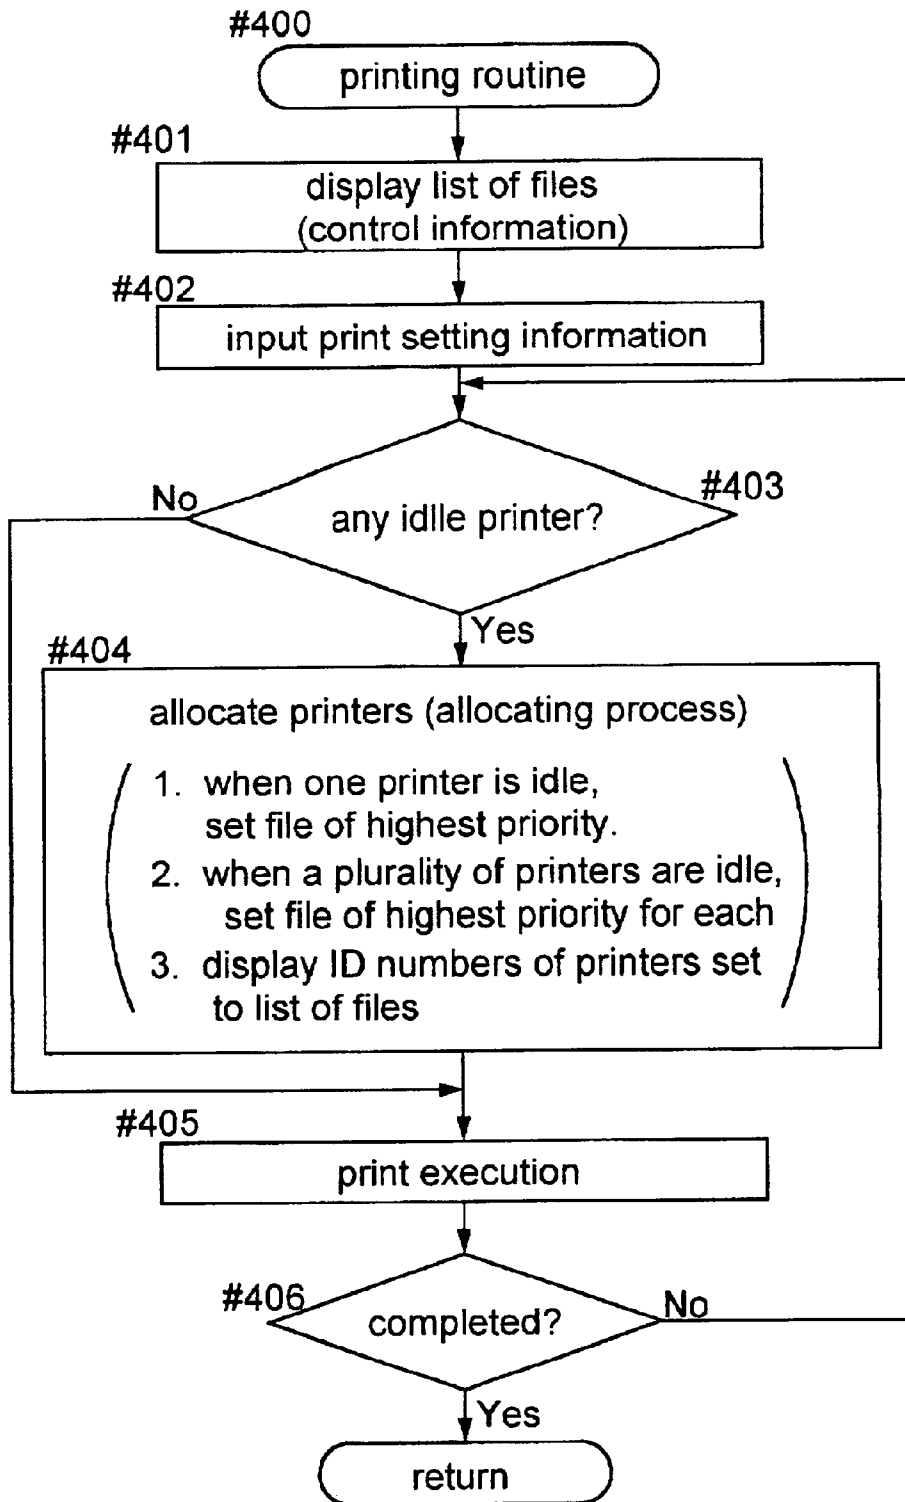 #400
printing routine
#401
display list of files
(control information)
#402
input print setting information
No
#403
any idlle printer?
Yes
#404
allocate printers (allocating process)
1. when one printer is idle,
set file of highest priority.
2. when a plurality of printers are idle,
set file of highest priority for each
3. display ID numbers of printers set
to list of files
#405
print execution
#406
completed?
No
Yes
return